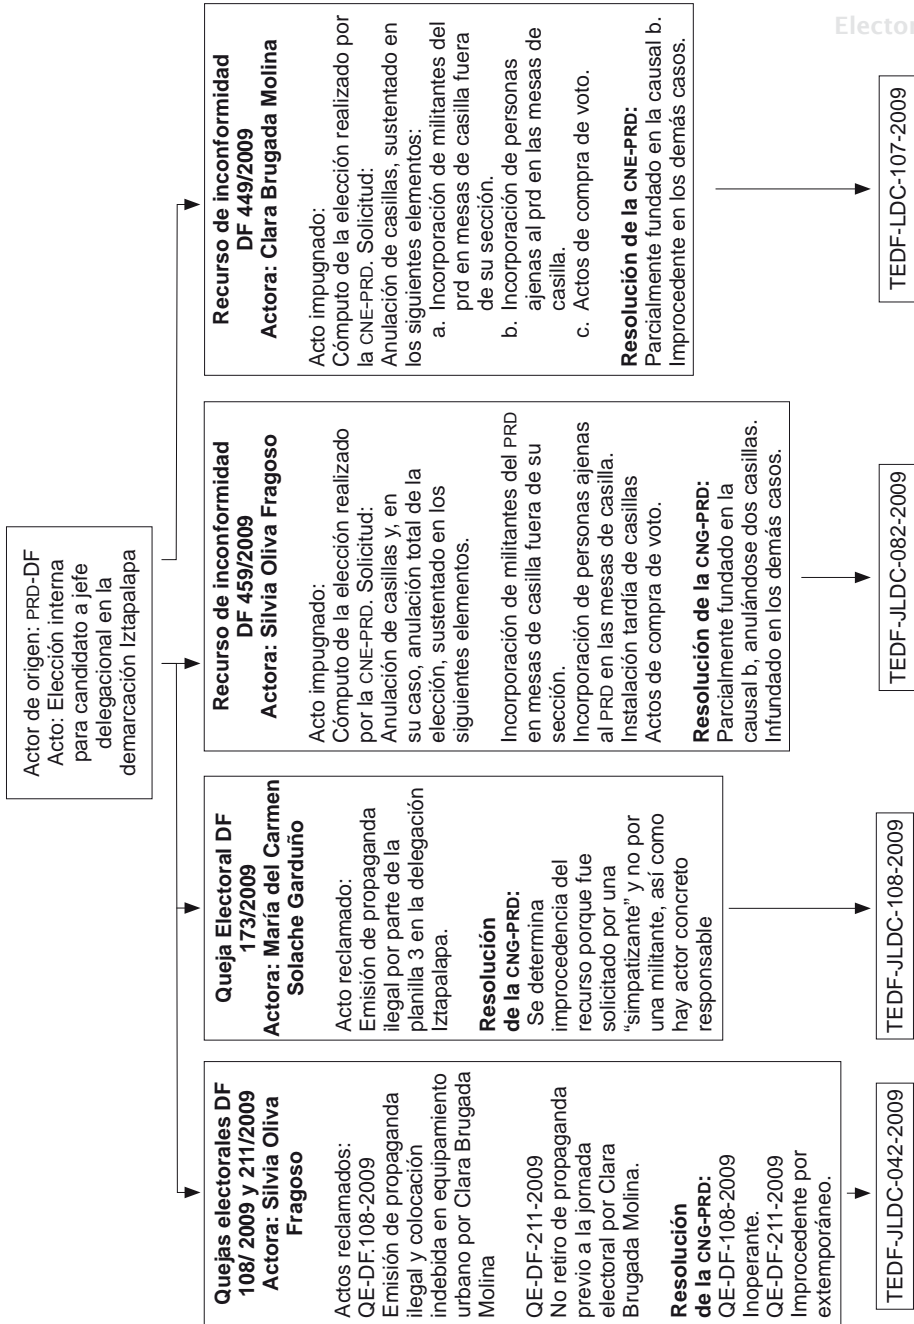 Elector
Actor de origen: PRD-DF
Acto: Elección interna
para candidato a jefe
delegacional en la
demarcación Iztapalapa
Quejas electorales DF
108/ 2009 y 211/2009
Actora: Silvia Oliva
Fragoso
Actos reclamados:
QE-DF.108-2009
Emisión de propaganda
ilegal y colocación
indebida en equipamiento
urbano por Clara Brugada
Molina
QE-DF-211-2009
No retiro de propaganda
previo a la jornada
electoral por Clara
Brugada Molina.
Resolución
de la CNG-PRD:
QE-DF-108-2009
Inoperante.
QE-DF-211-2009
Improcedente por
extemporáneo.
TEDF-JLDC-042-2009
Queja Electoral DF
173/2009
Actora: María del Carmen
Solache Garduño
Acto reclamado:
Emisión de propaganda
ilegal por parte de la
planilla 3 en la delegación
Iztapalapa.
Resolución
de la CNG-PRD:
Se determina
improcedencia del
recurso porque fue
solicitado por una
“simpatizante” y no por
una militante, así como
hay actor concreto
responsable
TEDF-JLDC-108-2009
Recurso de inconformidad
DF 459/2009
Actora: Silvia Oliva Fragoso
Acto impugnado:
Cómputo de la elección realizado
por la CNE-PRD. Solicitud:
Anulación de casillas y, en
su caso, anulación total de la
elección, sustentado en los
siguientes elementos.
Incorporación de militantes del PRD
en mesas de casilla fuera de su
sección.
Incorporación de personas ajenas
al PRD en las mesas de casilla.
Instalación tardía de casillas
Actos de compra de voto.
Resolución de la CNG-PRD:
Parcialmente fundado en la
causal b, anulándose dos casillas.
Infundado en los demás casos.
TEDF-JLDC-082-2009
Recurso de inconformidad
DF 449/2009
Actora: Clara Brugada Molina
Acto impugnado:
Cómputo de la elección realizado por
la CNE-PRD. Solicitud:
Anulación de casillas, sustentado en
los siguientes elementos:
a. Incorporación de militantes del
prd en mesas de casilla fuera
de su sección.
b. Incorporación de personas
ajenas al prd en las mesas de
casilla.
c. Actos de compra de voto.
Resolución de la CNE-PRD:
Parcialmente fundado en la causal b.
Improcedente en los demás casos.
TEDF-LDC-107-2009